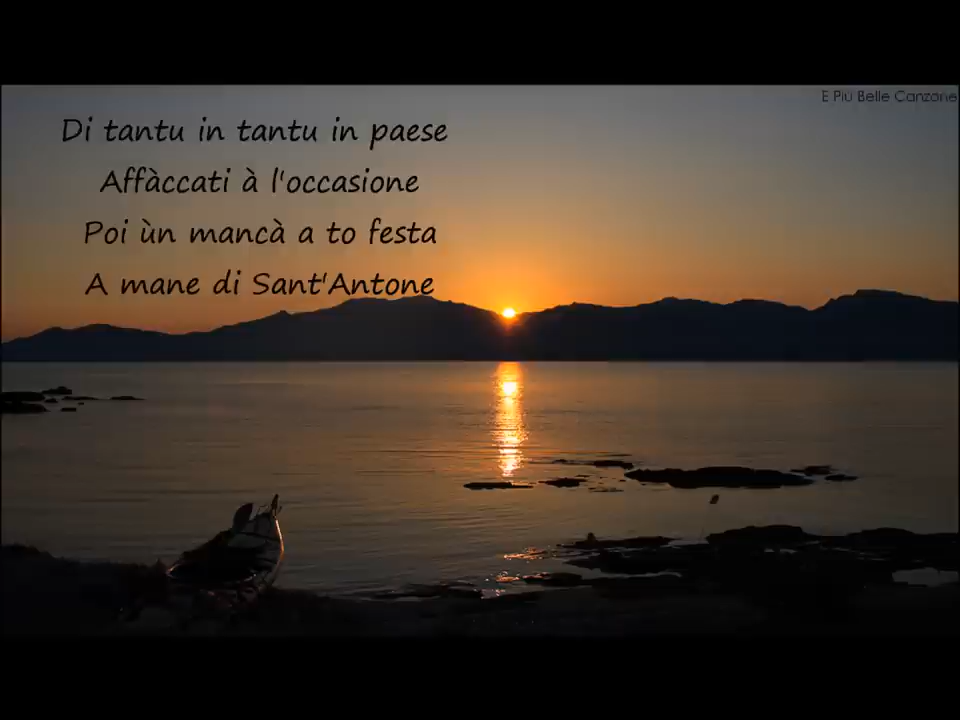 E Più Belle Canzone
Di tantu in tantu in paese
Affàccati à l'occasione
Poi ùn mancà a to festa
A mane di Sant'Antone